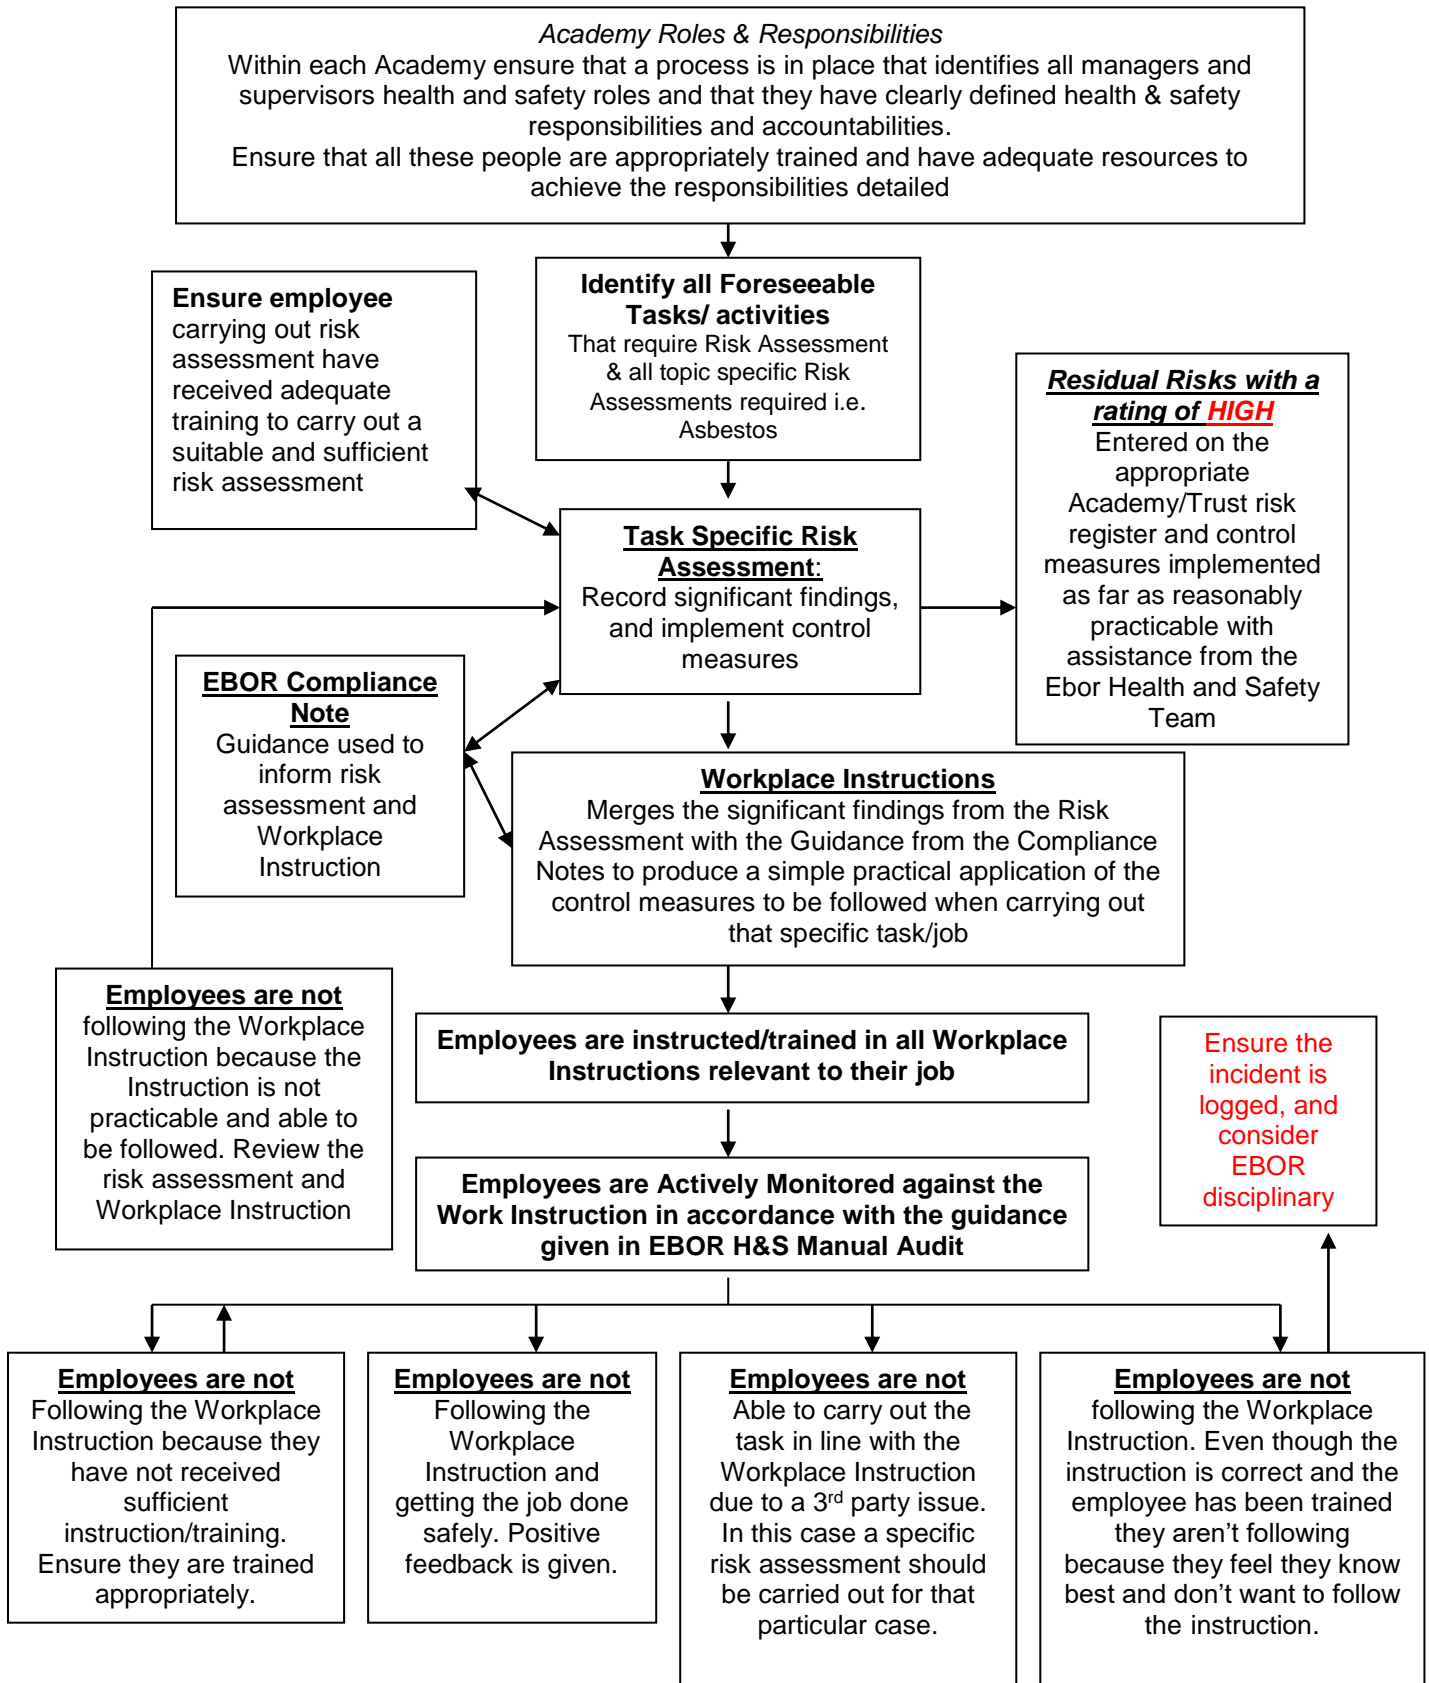 Academy Roles & Responsibilities
Within each Academy ensure that a process is in place that identifies all managers and
supervisors health and safety roles and that they have clearly defined health & safety
responsibilities and accountabilities.
Ensure that all these people are appropriately trained and have adequate resources to
achieve the responsibilities detailed
Ensure employee
carrying out risk
assessment have
received adequate
training to carry out a
suitable and sufficient
risk assessment
Identify all Foreseeable
Tasks/ activities
That require Risk Assessment
& all topic specific Risk
Assessments required i.e.
Asbestos
Residual Risks with a
rating of HIGH
Entered on the
appropriate
Academy/Trust risk
register and control
measures implemented
as far as reasonably
practicable with
assistance from the
Ebor Health and Safety
Team
Task Specific Risk
Assessment:
Record significant findings,
and implement control
measures
EBOR Compliance
Note
Guidance used to
inform risk
assessment and
Workplace
Instruction
Workplace Instructions
Merges the significant findings from the Risk
Assessment with the Guidance from the Compliance
Notes to produce a simple practical application of the
control measures to be followed when carrying out
that specific task/job
Employees are not
following the Workplace
Instruction because the
Instruction is not
practicable and able to
be followed. Review the
risk assessment and
Workplace Instruction
Employees are instructed/trained in all Workplace
Instructions relevant to their job
Ensure the
incident is
logged, and
consider
EBOR
disciplinary
Employees are Actively Monitored against the
Work Instruction in accordance with the guidance
given in EBOR H&S Manual Audit
Employees are not
Following the Workplace
Instruction because they
have not received
sufficient
instruction/training.
Ensure they are trained
appropriately.
Employees are not
Following the
Workplace
Instruction and
getting the job done
safely. Positive
feedback is given.
Employees are not
Able to carry out the
task in line with the
Workplace Instruction
due to a 3rd party issue.
In this case a specific
risk assessment should
be carried out for that
particular case.
Employees are not
following the Workplace
Instruction. Even though the
instruction is correct and the
employee has been trained
they aren’t following
because they feel they know
best and don’t want to follow
the instruction.